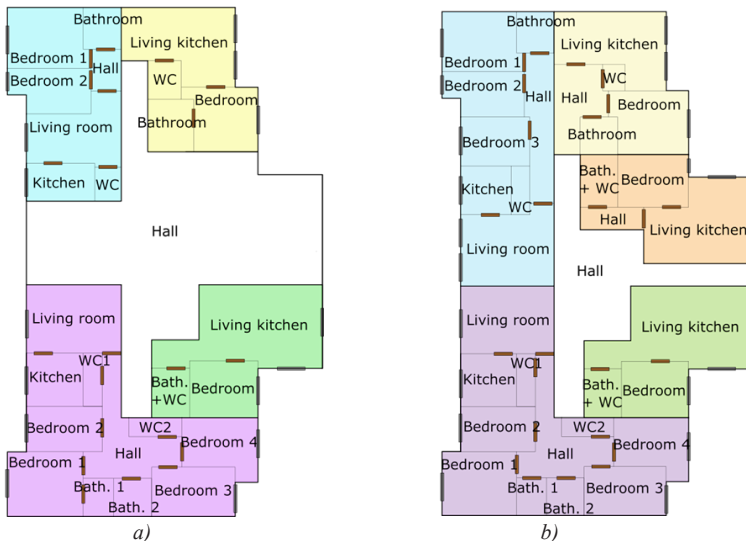 Bathroom
Living kitchen
Bedroom 1
Hall
WC
Bedroom 2
Bedroom
Living room
Bathroom
Kitchen
WC
Hall
Living room
Living kitchen
WC1
Kitchen
Bath.
+WC
Bedroom
Bedroom 2
WC2
Hall
Bedroom 4
Bedroom 1
Bath. 1
Bedroom 3
Bath. 2
a)
Bathroom
Living kitchen
Bedroom 1
WC
Bedroom 2
Hall
Hall
Bedroom
Bedroom 3
Bathroom
Bath.
+ WC
Bedroom
Kitchen
WC
Hall
Living kitchen
Living room
Hall
Living room
Living kitchen
WC1
Kitchen
Bath.
+ WC
Bedroom
Bedroom 2
WC2
Hall
Bedroom 4
Bedroom 1
Bath. 1
Bedroom 3
Bath. 2
b)